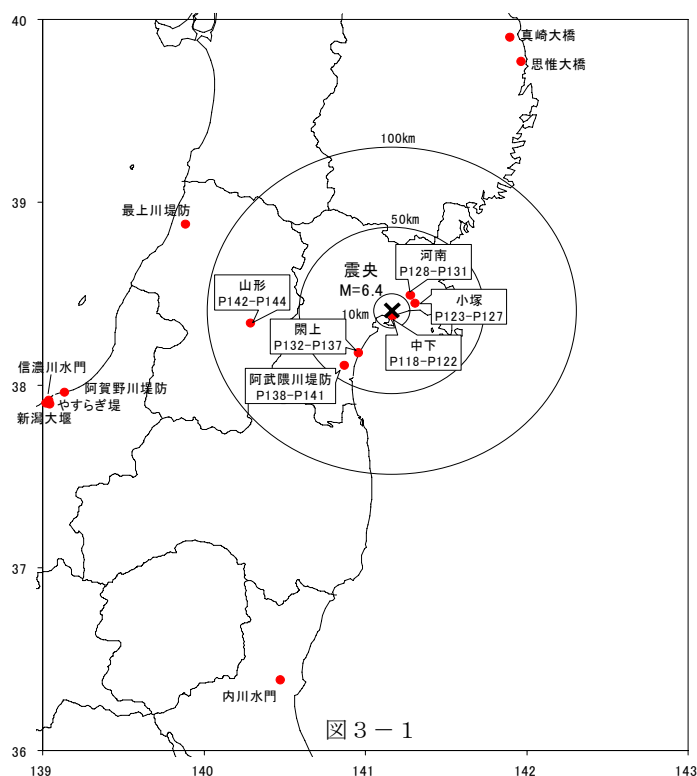 40
真崎大橋
思惟大橋
100km
39
最上川堤防
50km
河南
P128-P131
震央
M=6.4
山形
P142-P144
小塚
P123-P127
10km
閖上
P132-P137
中下
P118-P122
38
信濃川水門
阿賀野川堤防
阿武隈川堤防
P138-P141
やすらぎ堤
新潟大堰
37
内川水門
図3-1
36
139
140
141
142
143